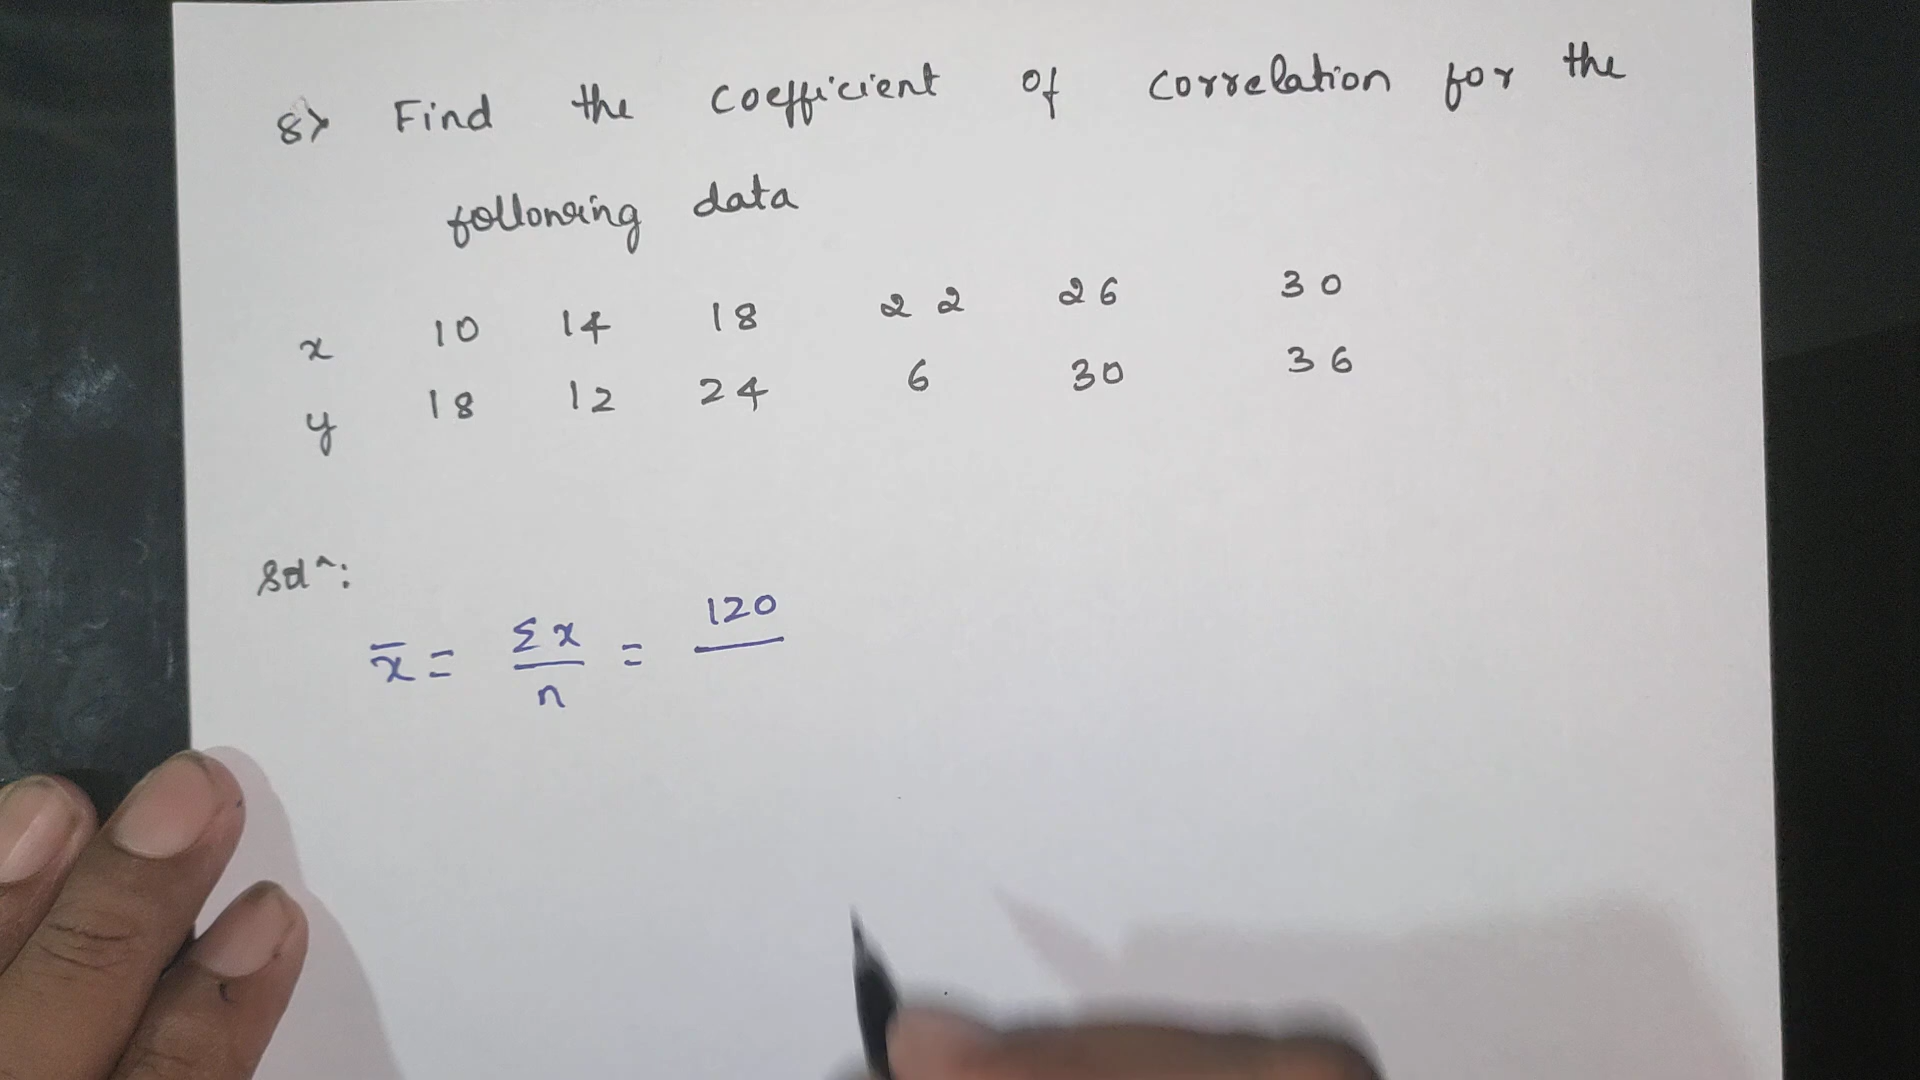 8) Find the coefficient of correlation for the
following data
x 10 14 18 22 26 30
y 18 12 24 6 30 36
Solⁿ:
x̄ = Σx/n = 120/